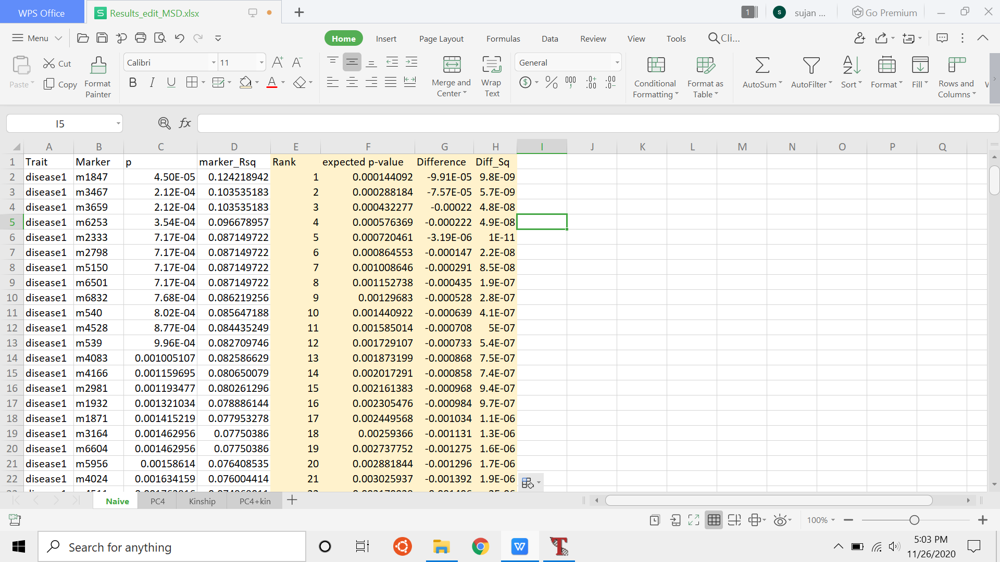 WPS Office
Results_edit_MSD.xlsx
1
S
sujan ...
Go Premium
Menu
Home
Insert
Page Layout
Formulas
Data
Review
View
Tools
Cli...
Paste
Cut
Copy
Format Painter
Calibri
11
Merge and Center
Wrap Text
General
Conditional Formatting
Format as Table
AutoSum
AutoFilter
Sort
Format
Fill
Rows and Columns
I5
fx
A B C D E F G H I J K L M N O P Q
1 Trait Marker p marker_Rsq Rank expected p-value Difference Diff_Sq
2 disease1 m1847 4.50E-05 0.124218942 1 0.000144092 -9.91E-05 9.8E-09
3 disease1 m3467 2.12E-04 0.103535183 2 0.000288184 -7.57E-05 5.7E-09
4 disease1 m3659 2.12E-04 0.103535183 3 0.000432277 -0.00022 4.8E-08
5 disease1 m6253 3.54E-04 0.096678957 4 0.000576369 -0.000222 4.9E-08
6 disease1 m2333 7.17E-04 0.087149722 5 0.000720461 -3.19E-06 1E-11
7 disease1 m2798 7.17E-04 0.087149722 6 0.000864553 -0.000147 2.2E-08
8 disease1 m5150 7.17E-04 0.087149722 7 0.001008646 -0.000291 8.5E-08
9 disease1 m6501 7.17E-04 0.087149722 8 0.001152738 -0.000435 1.9E-07
10 disease1 m6832 7.68E-04 0.086219256 9 0.00129683 -0.000528 2.8E-07
11 disease1 m540 8.02E-04 0.085647188 10 0.001440922 -0.000639 4.1E-07
12 disease1 m4528 8.77E-04 0.084435249 11 0.001585014 -0.000708 5E-07
13 disease1 m539 9.96E-04 0.082709746 12 0.001729107 -0.000733 5.4E-07
14 disease1 m4083 0.001005107 0.082586629 13 0.001873199 -0.000868 7.5E-07
15 disease1 m4166 0.001159695 0.080650079 14 0.002017291 -0.000858 7.4E-07
16 disease1 m2981 0.001193477 0.080261296 15 0.002161383 -0.000968 9.4E-07
17 disease1 m1932 0.001321034 0.078886144 16 0.002305476 -0.000984 9.7E-07
18 disease1 m1871 0.001415219 0.077953278 17 0.002449568 -0.001034 1.1E-06
19 disease1 m3164 0.001462956 0.07750386 18 0.00259366 -0.001131 1.3E-06
20 disease1 m6604 0.001462956 0.07750386 19 0.002737752 -0.001275 1.6E-06
21 disease1 m5956 0.00158614 0.076408535 20 0.002881844 -0.001296 1.7E-06
22 disease1 m4024 0.001634159 0.076004414 21 0.003025937 -0.001392 1.9E-06
Naive
PC4
Kinship
PC4+kin
100%
Search for anything
5:03 PM
11/26/2020